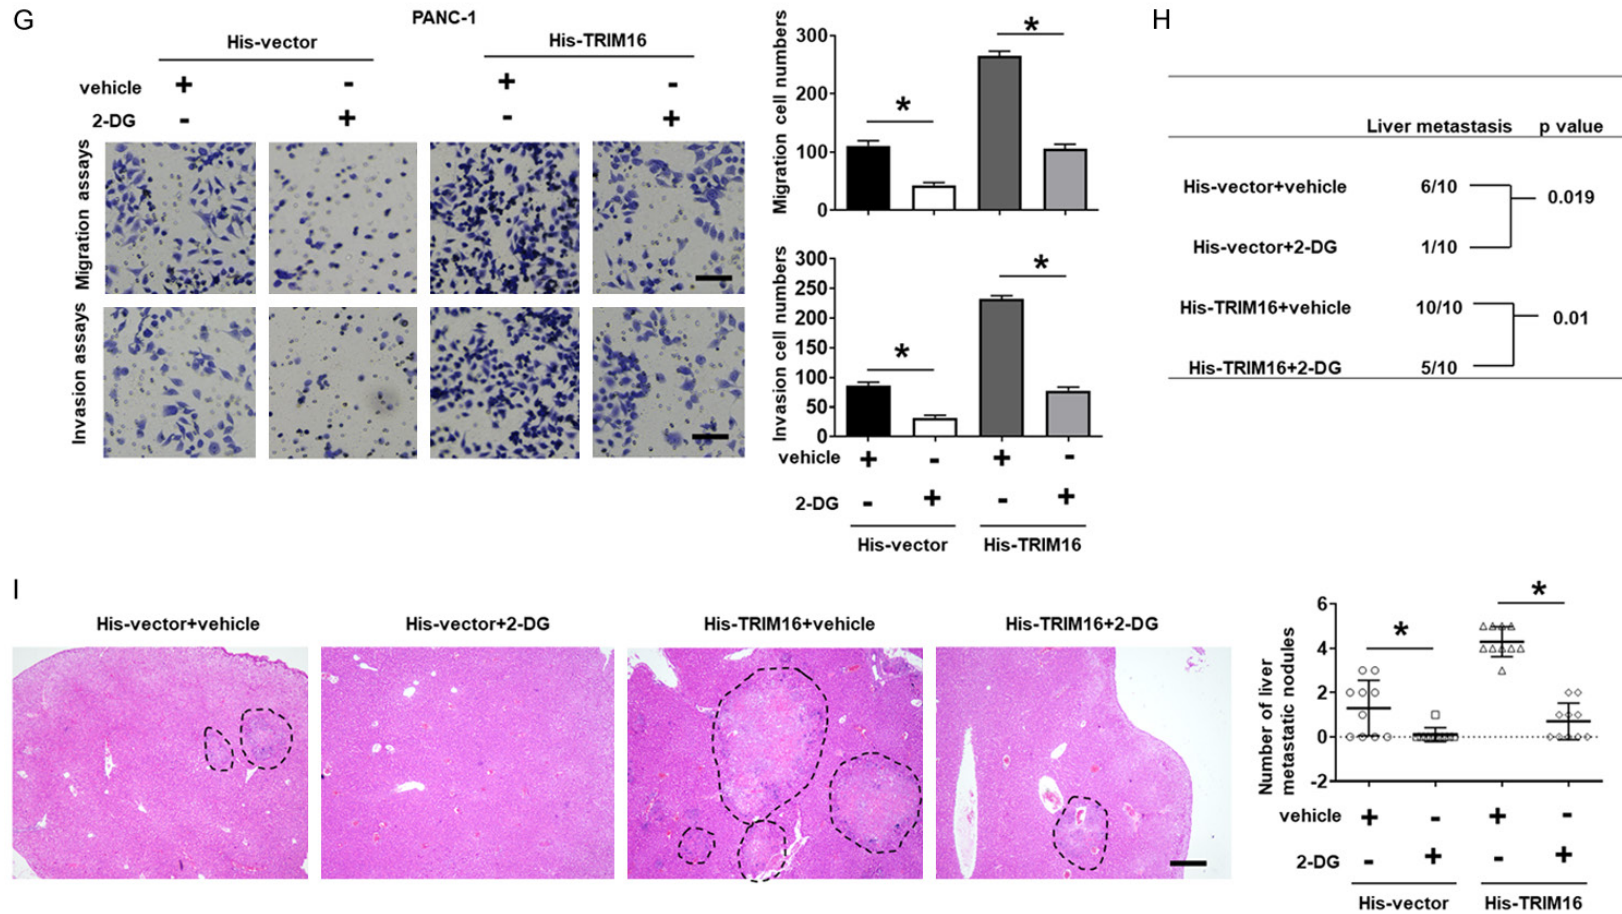 G
PANC-1
His-vector
His-TRIM16
vehicle + - + -
2-DG - + - +
Migration assays
Invasion assays
Migration cell numbers
300
200
100
0
*
*
Invasion cell numbers
300
250
200
150
100
50
0
*
*
vehicle + - + -
2-DG - + - +
His-vector His-TRIM16
H
Liver metastasis p value
His-vector+vehicle 6/10
0.019
His-vector+2-DG 1/10
His-TRIM16+vehicle 10/10
0.01
His-TRIM16+2-DG 5/10
I
His-vector+vehicle
His-vector+2-DG
His-TRIM16+vehicle
His-TRIM16+2-DG
Number of liver
metastatic nodules
6
4
2
0
-2
*
*
vehicle + - + -
2-DG - + - +
His-vector His-TRIM16